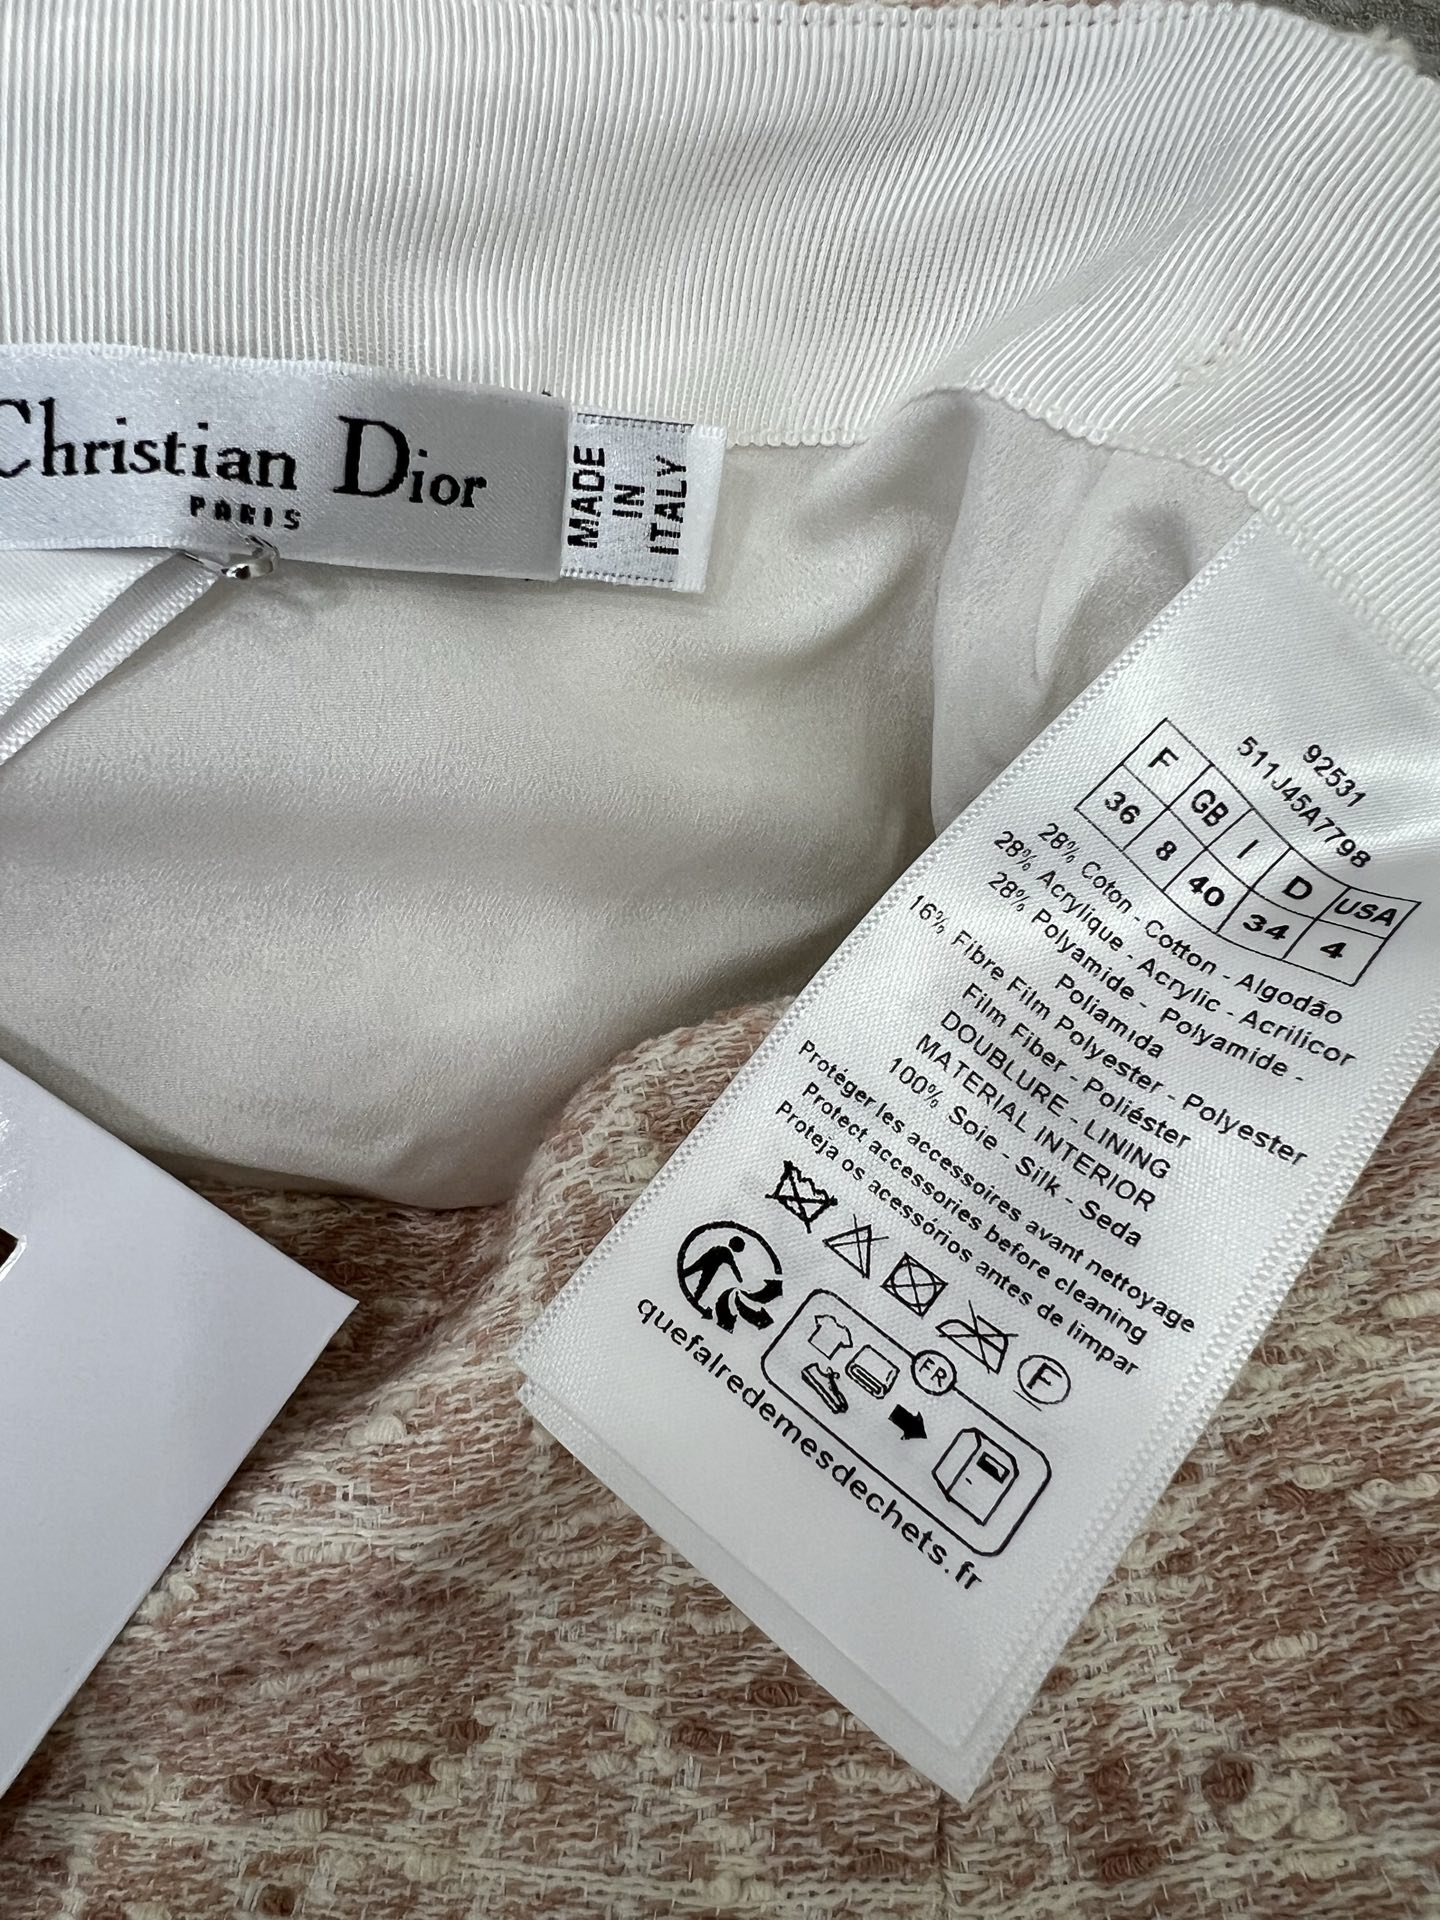 Christian Dior
PARIS
MADE
IN
ITALY
92531
511J45A7798
F GB I D USA
36 8 40 34 4
28% Coton - Cotton - Algodão
28% Acrylique - Acrylic - Acrilicor
28% Polyamide - Polyamide -
Poliamida
16% Fibre Film Polyester - Polyester
Film Fiber - Poliéster
DOUBLURE - LINING
MATERIAL INTERIOR
100% Soie - Silk - Seda
Protéger les accessoires avant nettoyage
Protect accessories before cleaning
Proteja os acessórios antes de limpar
F
FR
quefairedemesdechets.fr